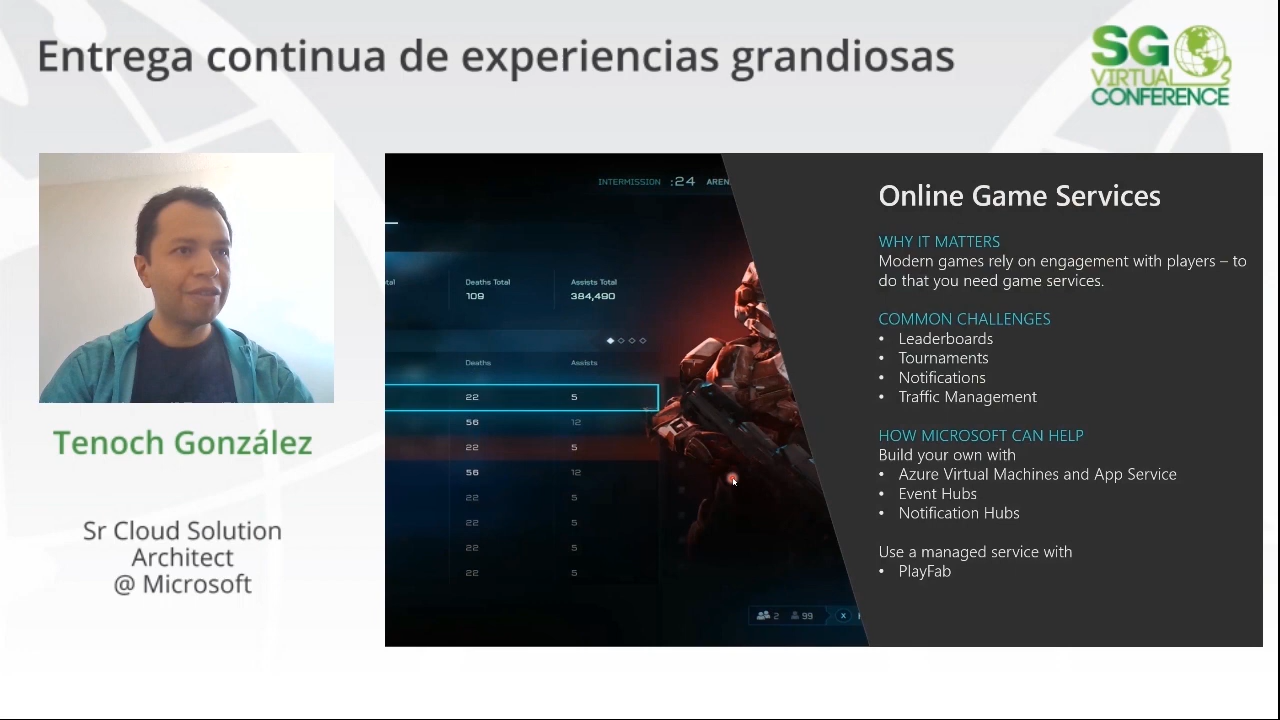 Entrega continua de experiencias grandiosas
SG
VIRTUAL
CONFERENCE
Tenoch González
Sr Cloud Solution
Architect
@ Microsoft
INTERMISSION :24 AREN
tal
Deaths Total
Assists Total
109
384,490
Deaths
Assists
22 5
56 12
22 5
56 12
22 5
22 5
22 5
22 5
2 99 X
Online Game Services
WHY IT MATTERS
Modern games rely on engagement with players – to
do that you need game services.
COMMON CHALLENGES
• Leaderboards
• Tournaments
• Notifications
• Traffic Management
HOW MICROSOFT CAN HELP
Build your own with
• Azure Virtual Machines and App Service
• Event Hubs
• Notification Hubs
Use a managed service with
• PlayFab